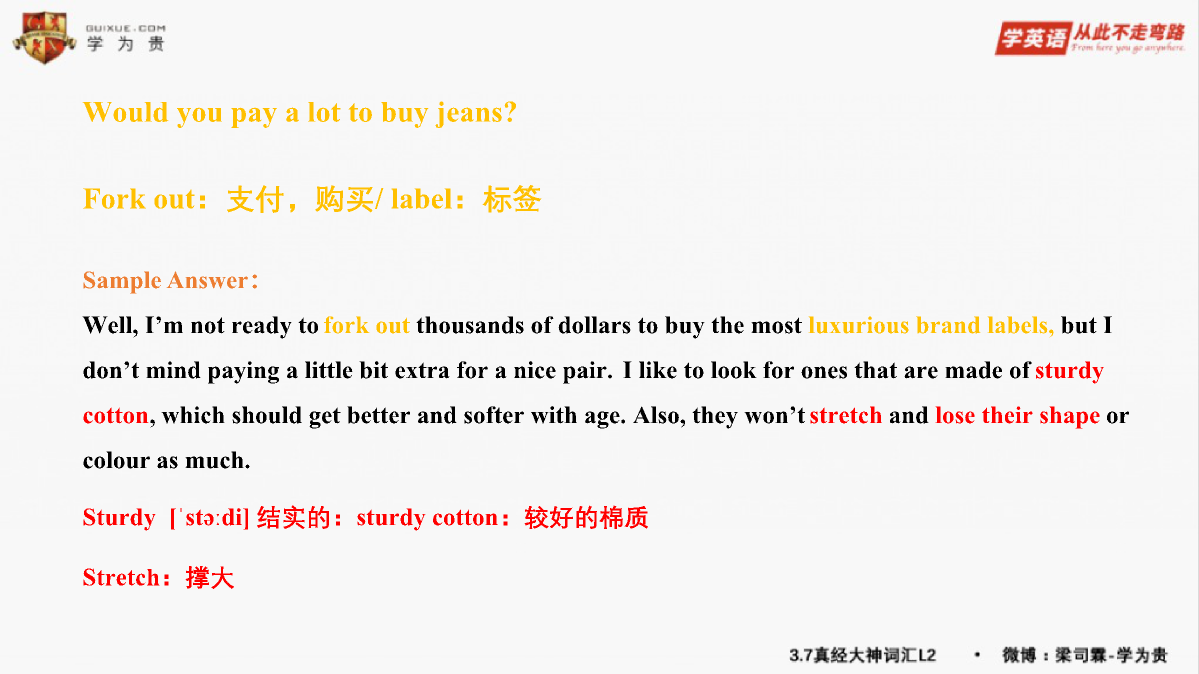 GUIXUE.COM
学为贵
学英语 从此不走弯路
From here you go anywhere.
Would you pay a lot to buy jeans?
Fork out：支付，购买/ label：标签
Sample Answer：
Well, I’m not ready to fork out thousands of dollars to buy the most luxurious brand labels, but I
don’t mind paying a little bit extra for a nice pair. I like to look for ones that are made of sturdy
cotton, which should get better and softer with age. Also, they won’t stretch and lose their shape or
colour as much.
Sturdy [ˈstəːdi] 结实的：sturdy cotton：较好的棉质
Stretch：撑大
3.7真经大神词汇L2 • 微博：梁司霖-学为贵